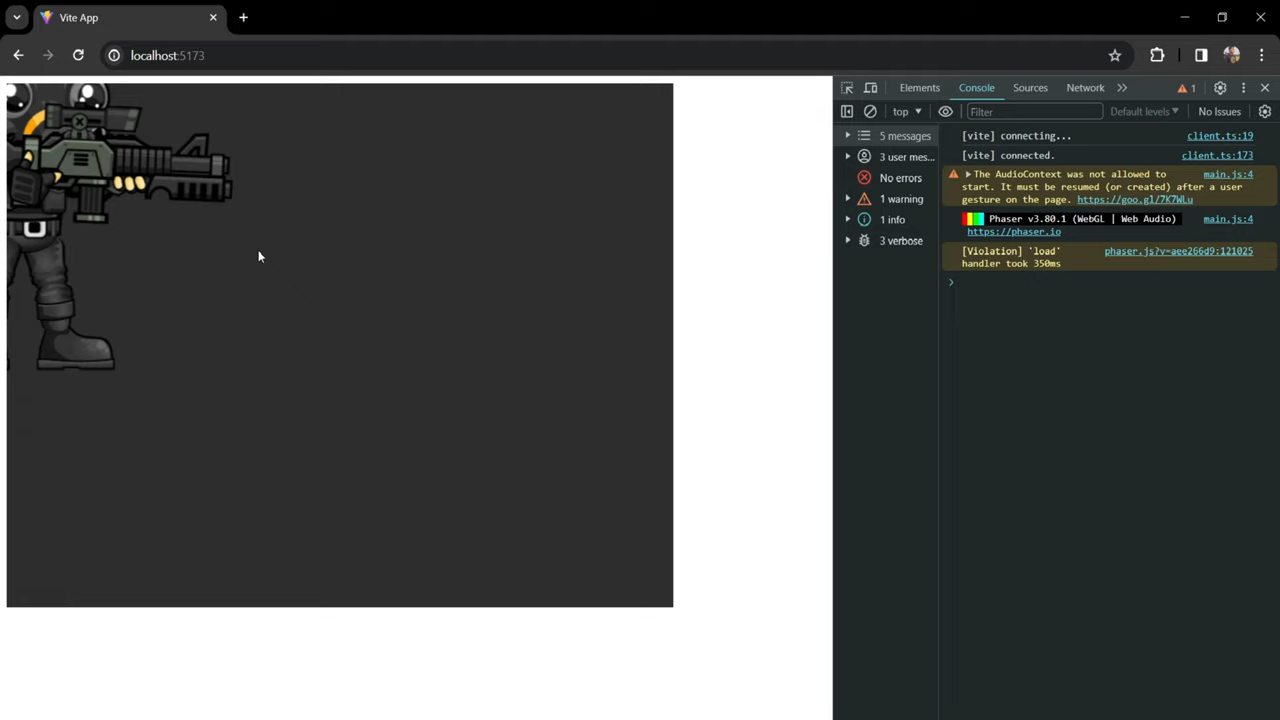 Vite App
localhost:5173
Elements Console Sources Network 1
top Filter Default levels No Issues
5 messages
3 user mes...
No errors
1 warning
1 info
3 verbose
[vite] connecting... client.ts:19
[vite] connected. client.ts:173
The AudioContext was not allowed to main.js:4
start. It must be resumed (or created) after a user
gesture on the page. https://goo.gl/7K7WLu
Phaser v3.80.1 (WebGL | Web Audio) main.js:4
https://phaser.io
[Violation] 'load' phaser.js?v=aee266d9:121025
handler took 350ms